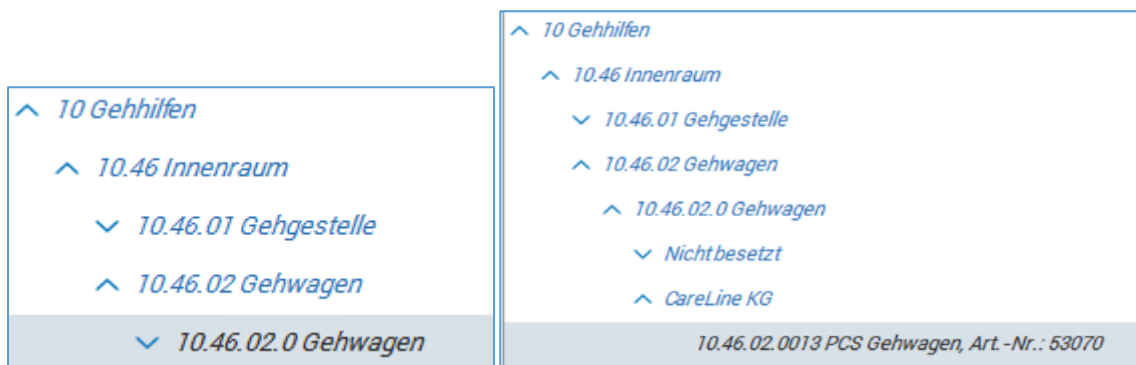 10 Gehhilfen
10.46 Innenraum
10.46.01 Gehgestelle
10.46.02 Gehwagen
10.46.02.0 Gehwagen
10 Gehhilfen
10.46 Innenraum
10.46.01 Gehgestelle
10.46.02 Gehwagen
10.46.02.0 Gehwagen
Nicht besetzt
CareLine KG
10.46.02.0013 PCS Gehwagen, Art.-Nr.: 53070